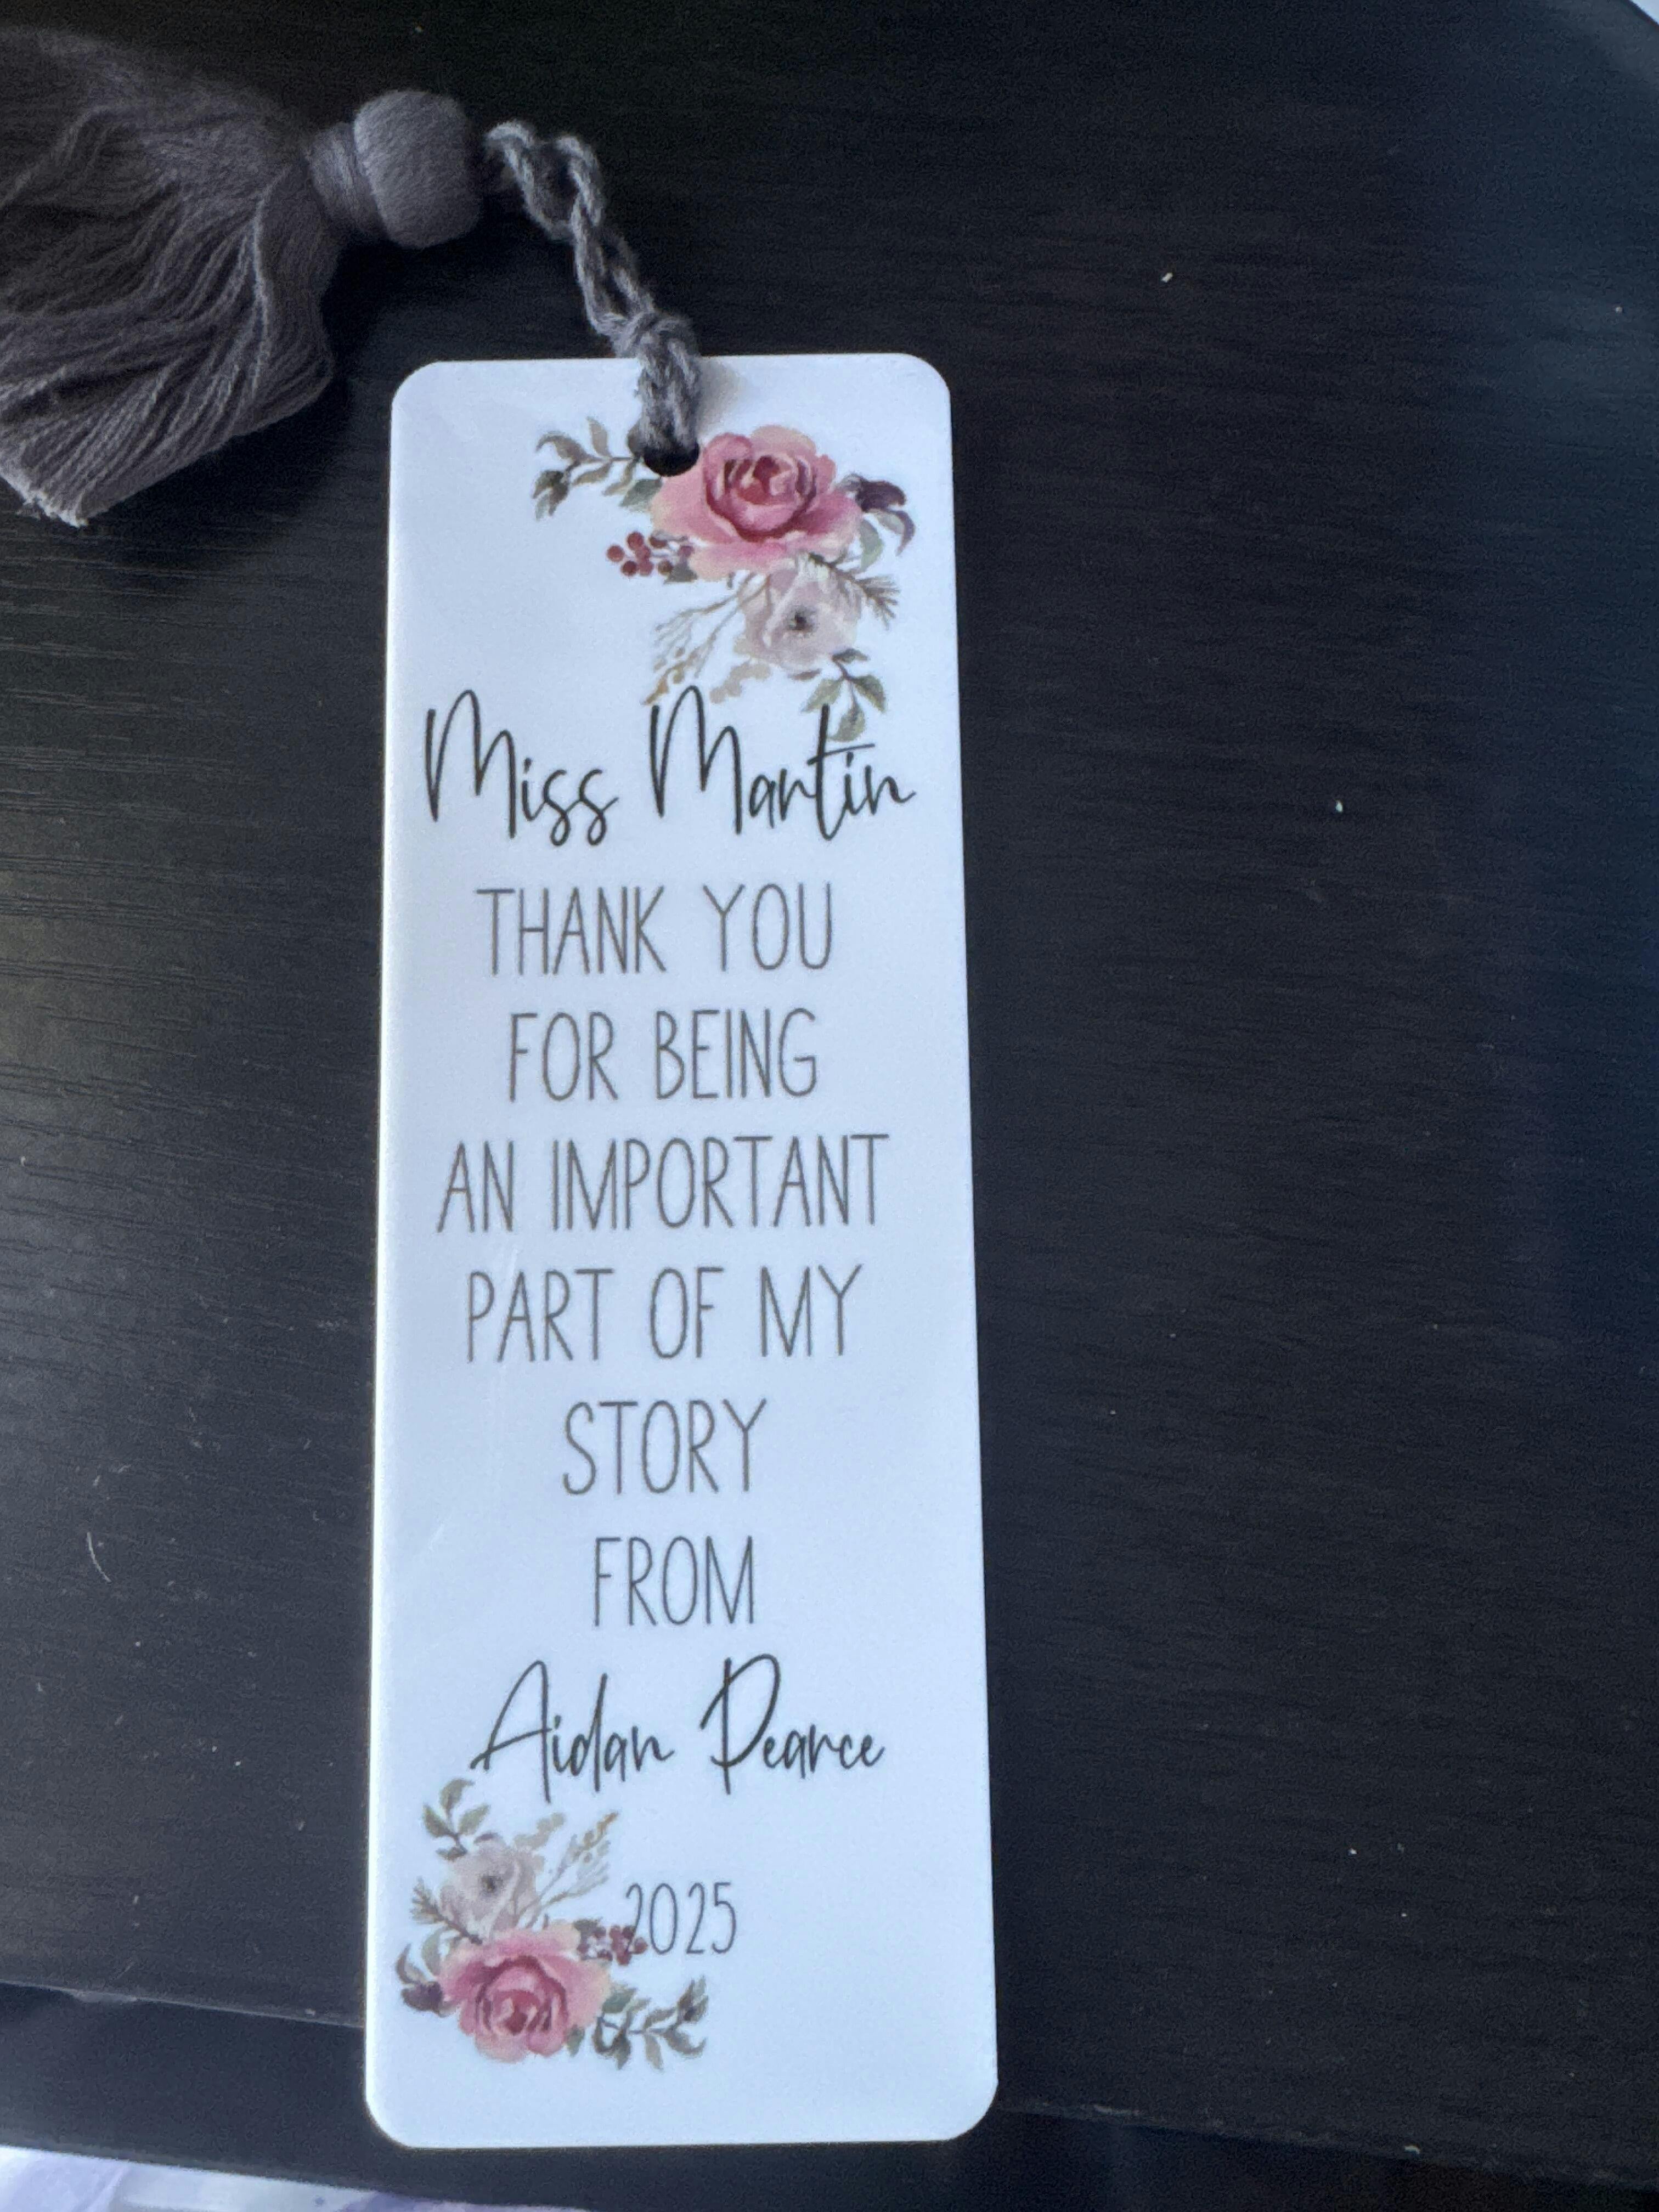 Miss Martin
THANK YOU
FOR BEING
AN IMPORTANT
PART OF MY
STORY
FROM
Aidan Pearce
2025